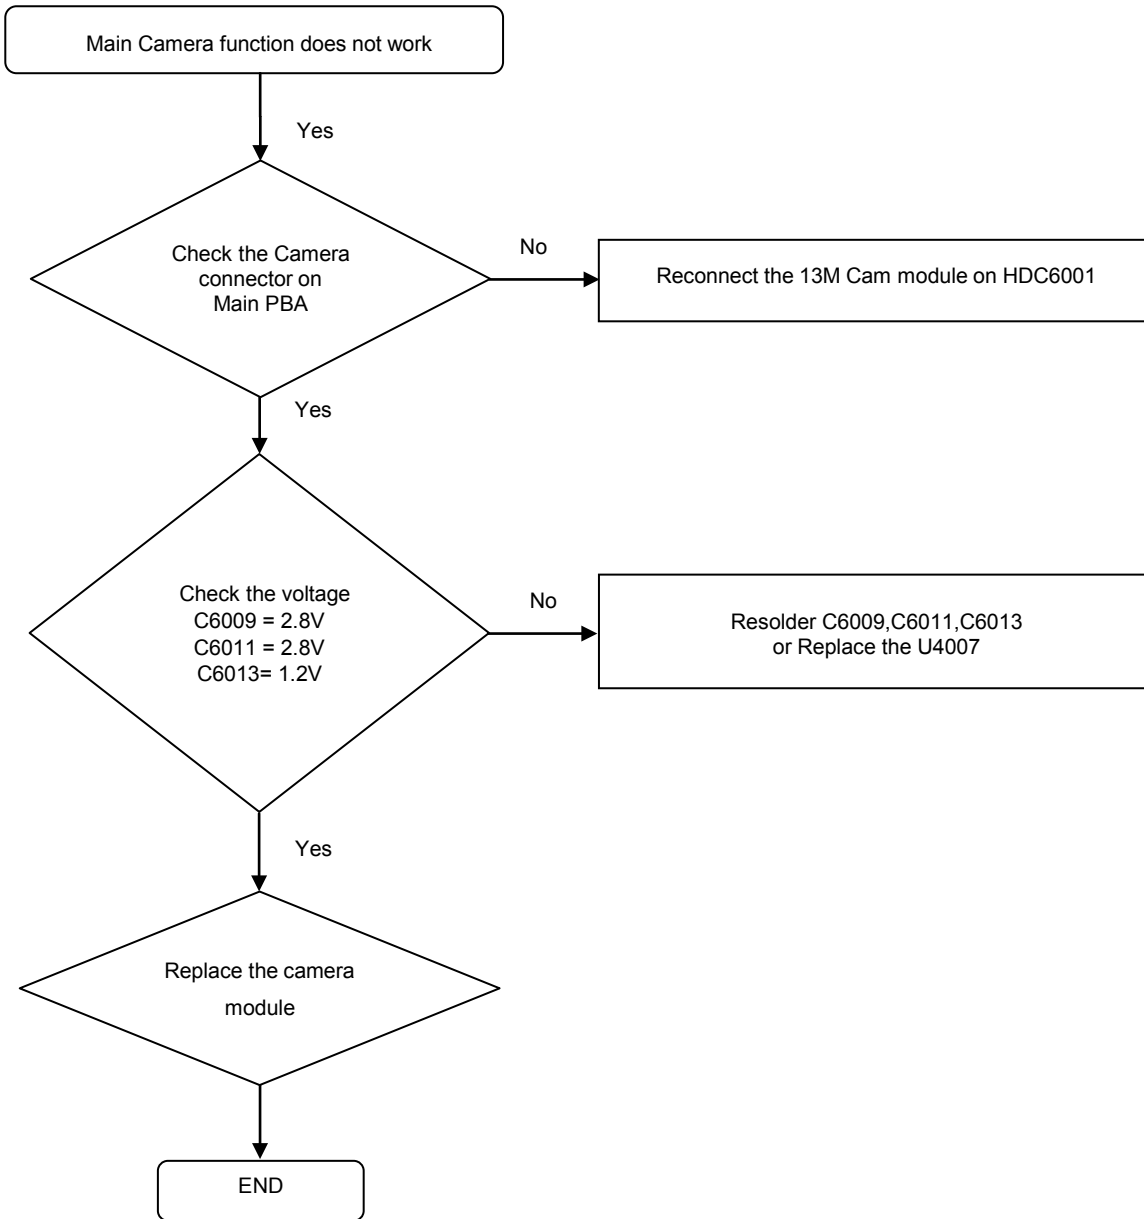 Main Camera function does not work
Yes
Check the Camera
connector on
Main PBA
No
Reconnect the 13M Cam module on HDC6001
Yes
Check the voltage
C6009 = 2.8V
C6011 = 2.8V
C6013= 1.2V
No
Resolder C6009,C6011,C6013
or Replace the U4007
Yes
Replace the camera
module
END